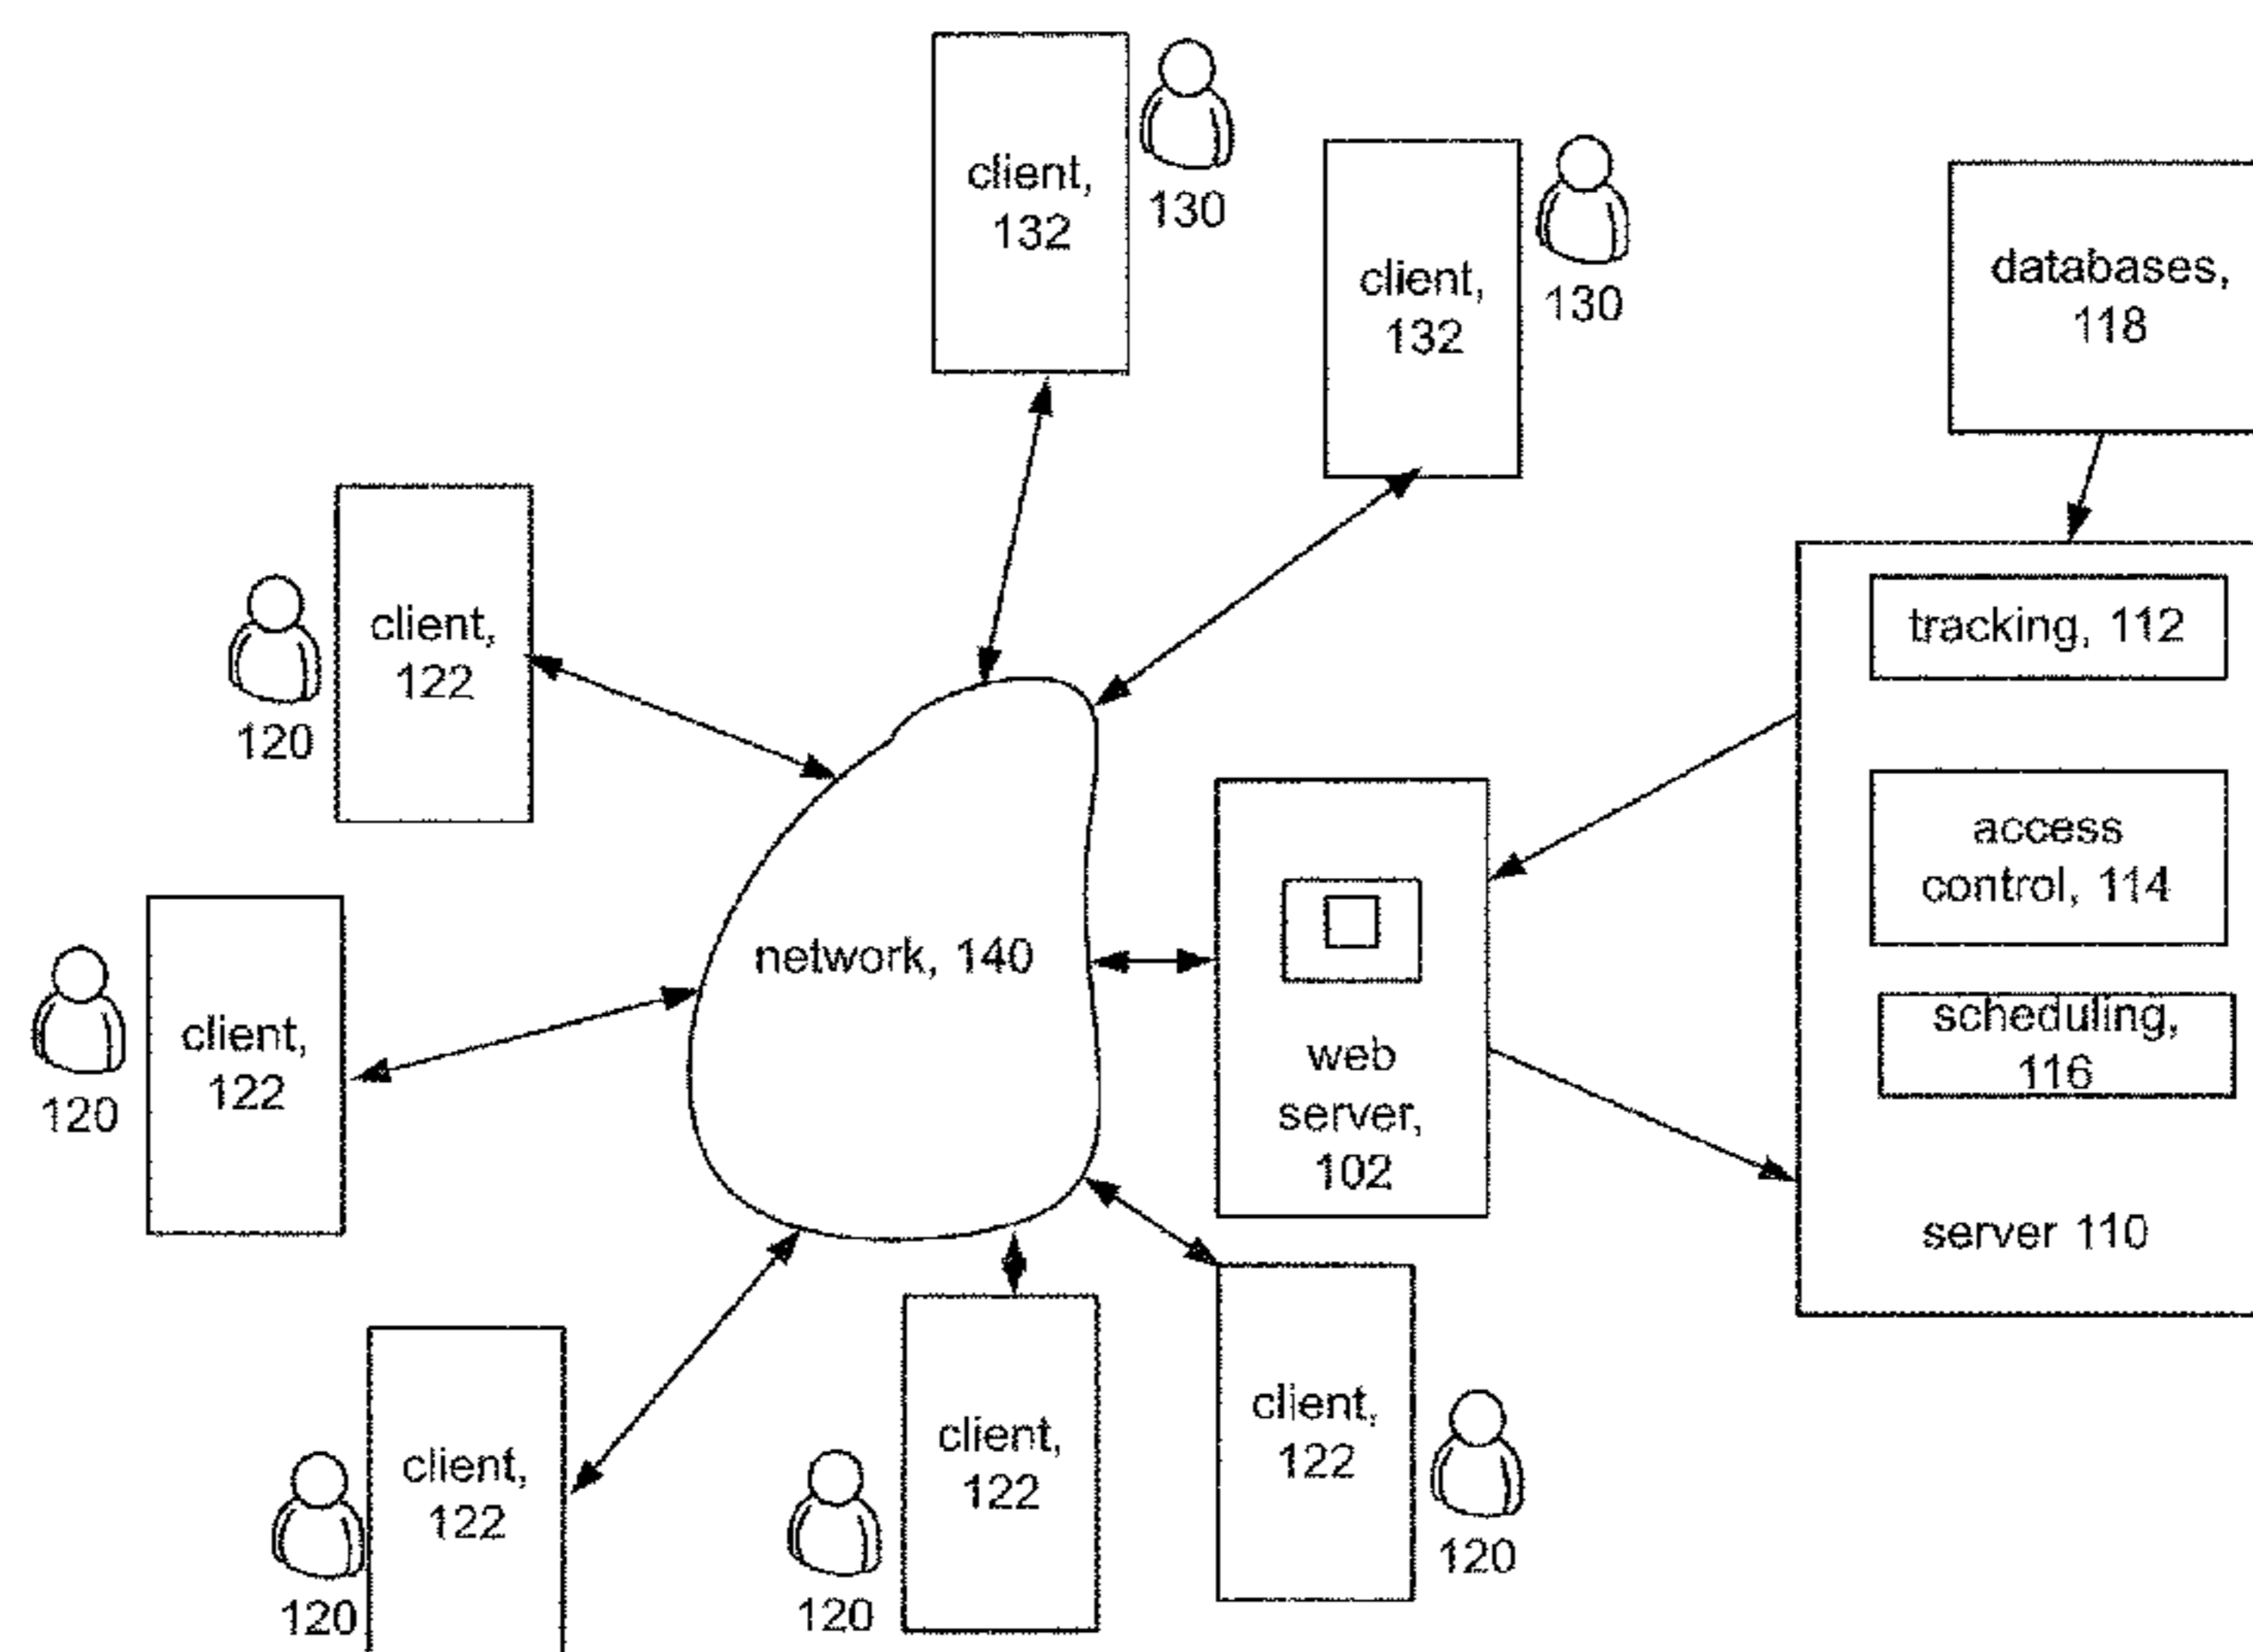 client,
132
130
client,
132
130
databases,
118
client,
122
120
tracking, 112
access
control, 114
scheduling,
116
server 110
network, 140
web
server,
102
client,
122
120
client,
122
120
client,
122
120
client,
122
120